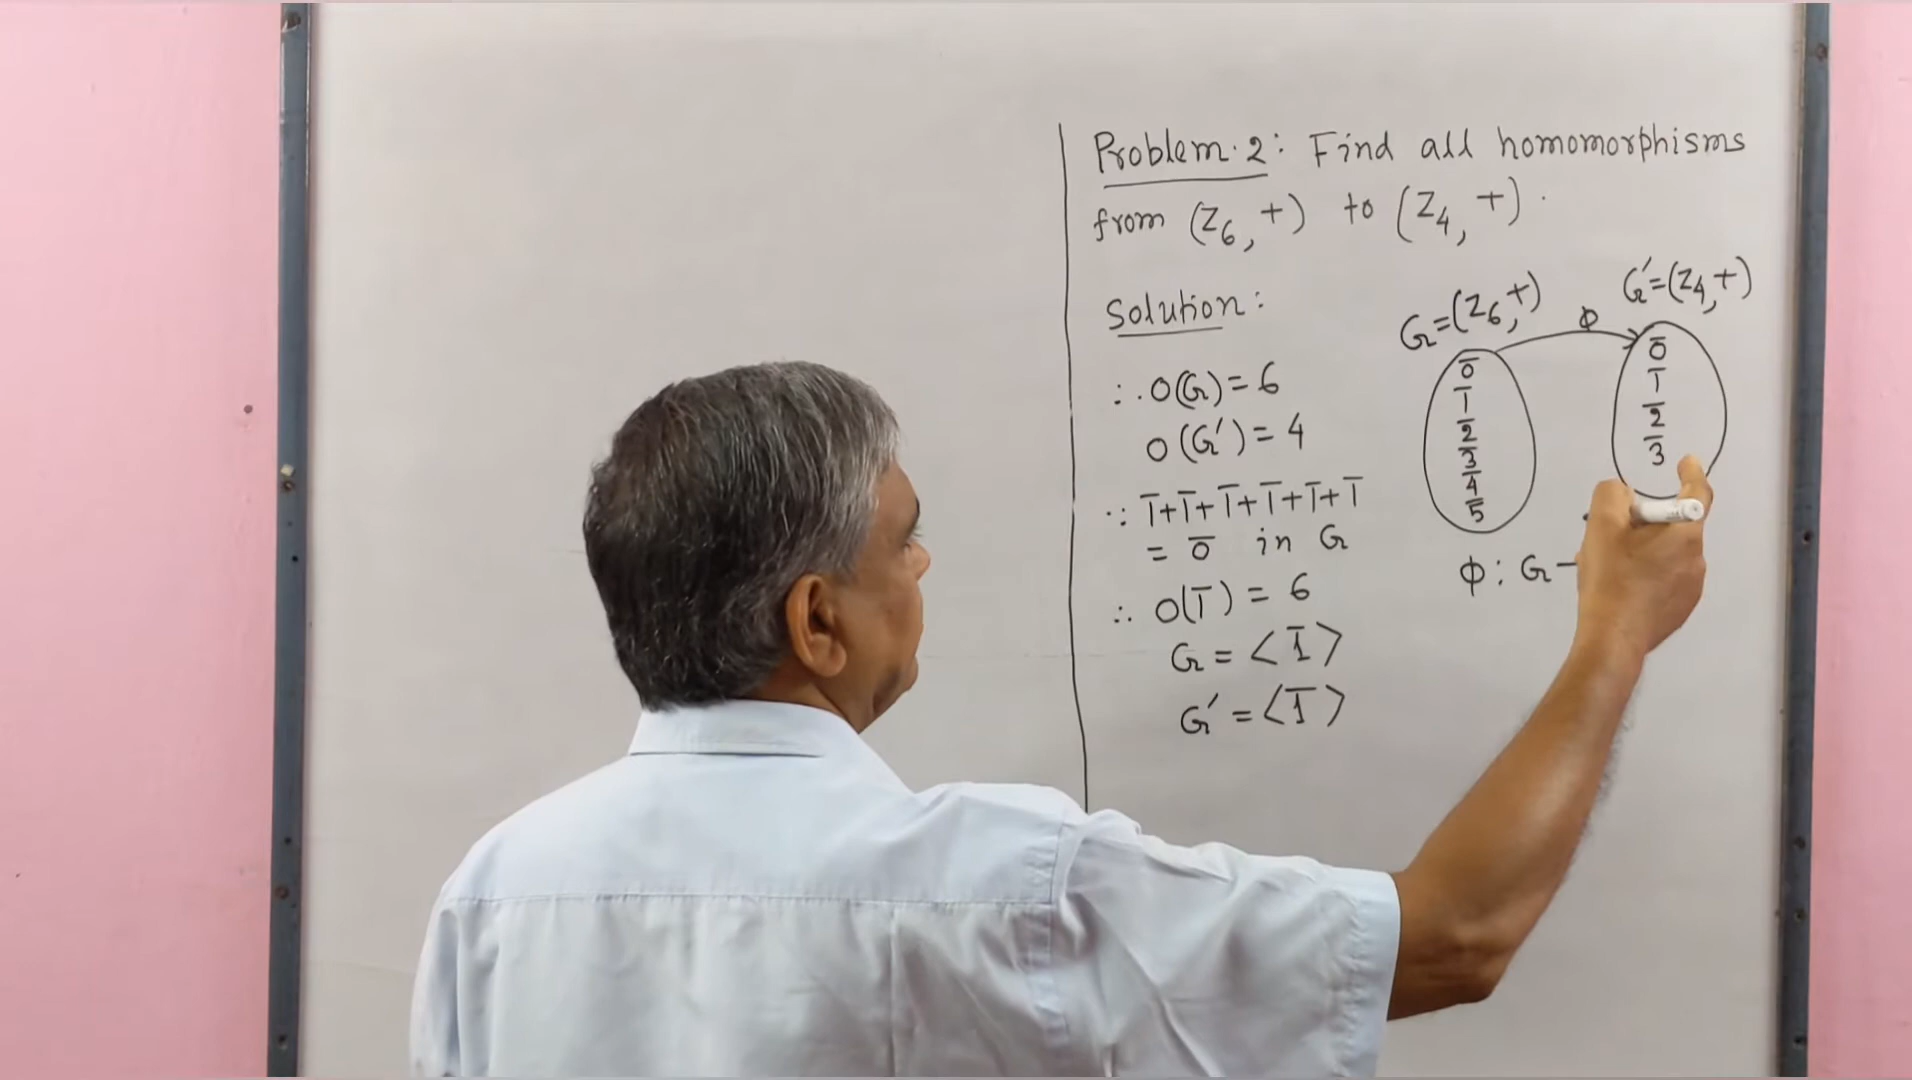 Problem.2: Find all homomorphisms
from (Z₆, +) to (Z₄, +).
Solution:
∴ O(G) = 6
O(G′) = 4
∵ 1̅+1̅+1̅+1̅+1̅+1̅
= 0̅ in G
∴ O(1̅) = 6
G = <1̅>
G′ = <1̅>
G=(Z₆,+)
ϕ
G′=(Z₄,+)
0̅
1̅
2̅
3̅
4̅
5̅
0̅
1̅
2̅
3̅
ϕ: G